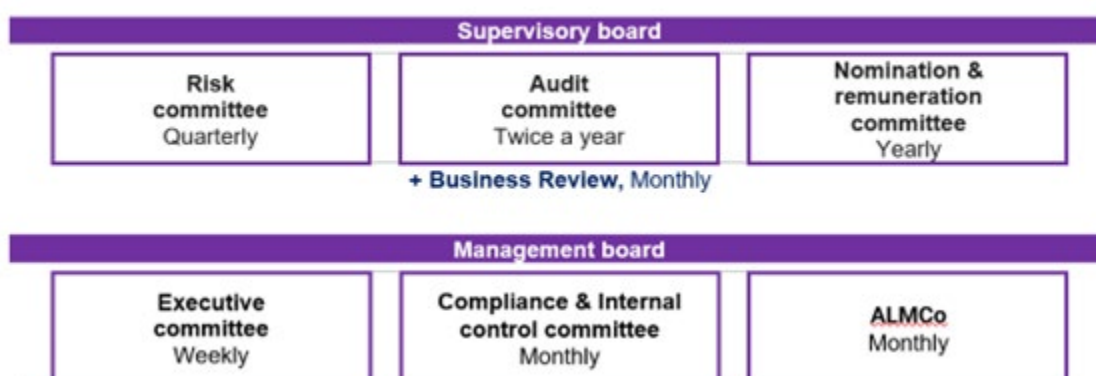 Supervisory board
Risk
committee
Quarterly
Audit
committee
Twice a year
Nomination &
remuneration
committee
Yearly
+ Business Review, Monthly
Management board
Executive
committee
Weekly
Compliance & Internal
control committee
Monthly
ALMCo
Monthly